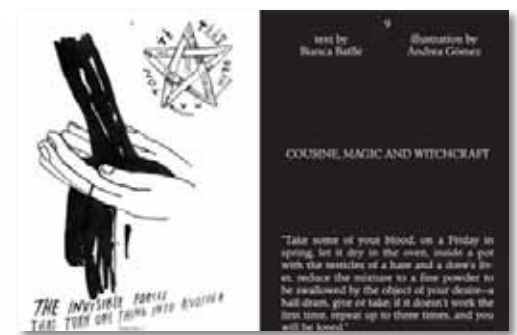 THE INVISIBLE FORCES
THAT TURN ONE THING INTO ANOTHER
9
text by
Bianca
illustration by
Andrea Gómez
COUSINE, MAGIC AND WITCHCRAFT
"Take some of your blood, on a Friday in
spring, let it dry in the oven, inside a pot
with the testicles of a hare and a dove's liv-
er, reduce the mixture to a fine powder to
be swallowed by the object of your desire—a
half dram, give or take; if it doesn't work the
first time, repeat up to three times, and you
will be loved."